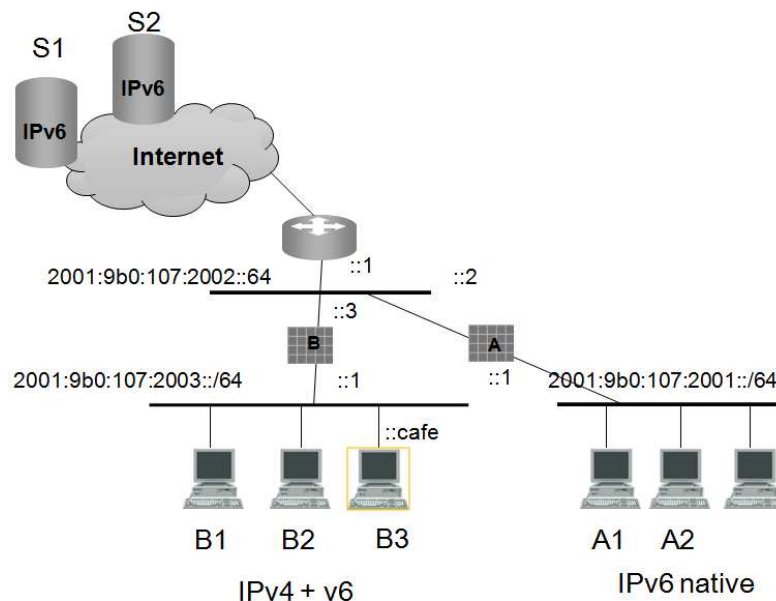 S2
S1
IPv6
IPv6
Internet
::1
2001:9b0:107:2002::64
::2
::3
B
A
2001:9b0:107:2003::/64
::1
::1
2001:9b0:107:2001::/64
::cafe
B1 B2 B3
A1 A2
IPv4 + v6
IPv6 native